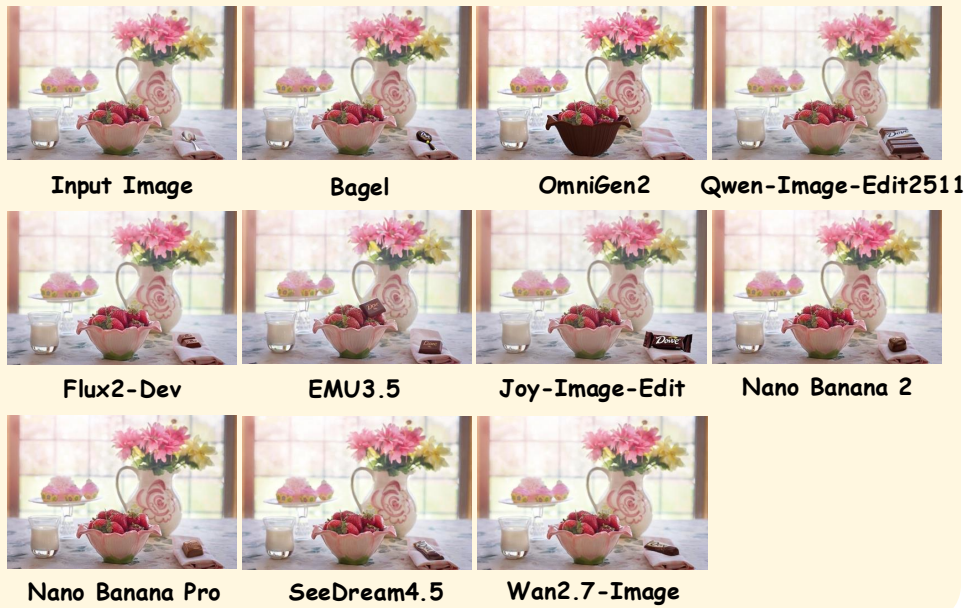 Input Image
Bagel
OmniGen2
Qwen-Image-Edit2511
Flux2-Dev
EMU3.5
Joy-Image-Edit
Nano Banana 2
Nano Banana Pro
SeeDream4.5
Wan2.7-Image